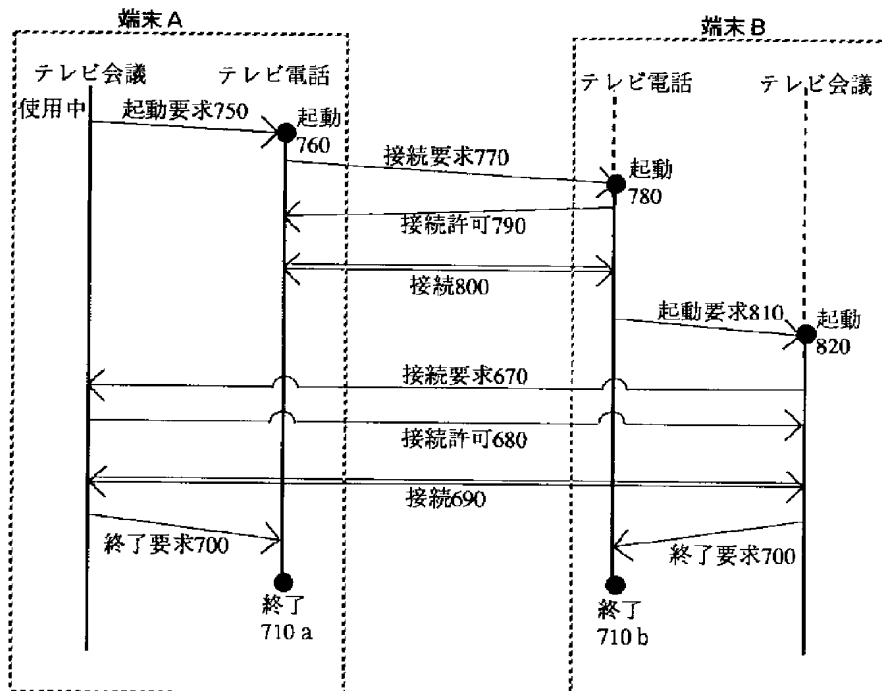 端末A
端末B
テレビ会議
テレビ電話
テレビ電話
テレビ会議
使用中
起動要求750
起動
760
接続要求770
起動
780
接続許可790
接続800
起動要求810
起動
820
接続要求670
接続許可680
接続690
終了要求700
終了要求700
終了
710a
終了
710b